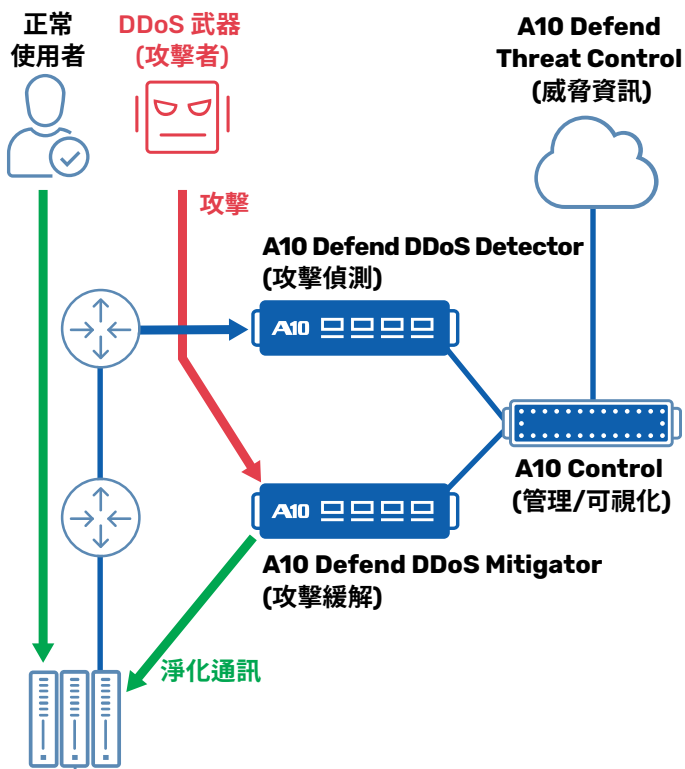 正常
使用者
DDoS 武器
(攻擊者)
A10 Defend
Threat Control
(威脅資訊)
攻擊
A10 Defend DDoS Detector
(攻擊偵測)
A10
A10 Control
(管理/可視化)
A10
A10 Defend DDoS Mitigator
(攻擊緩解)
淨化通訊